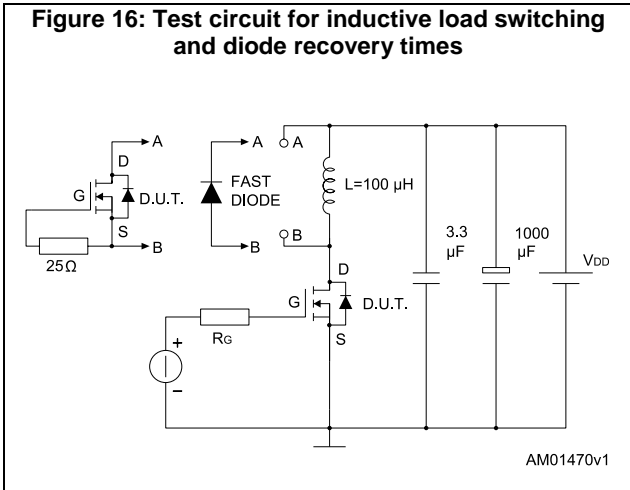 Figure 16: Test circuit for inductive load switching
and diode recovery times
A
D
G
D.U.T.
S
B
25Ω
A
FAST
DIODE
B
A
L=100 µH
B
D
G
D.U.T.
S
RG
+
−
3.3
µF
1000
µF
VDD
AM01470v1